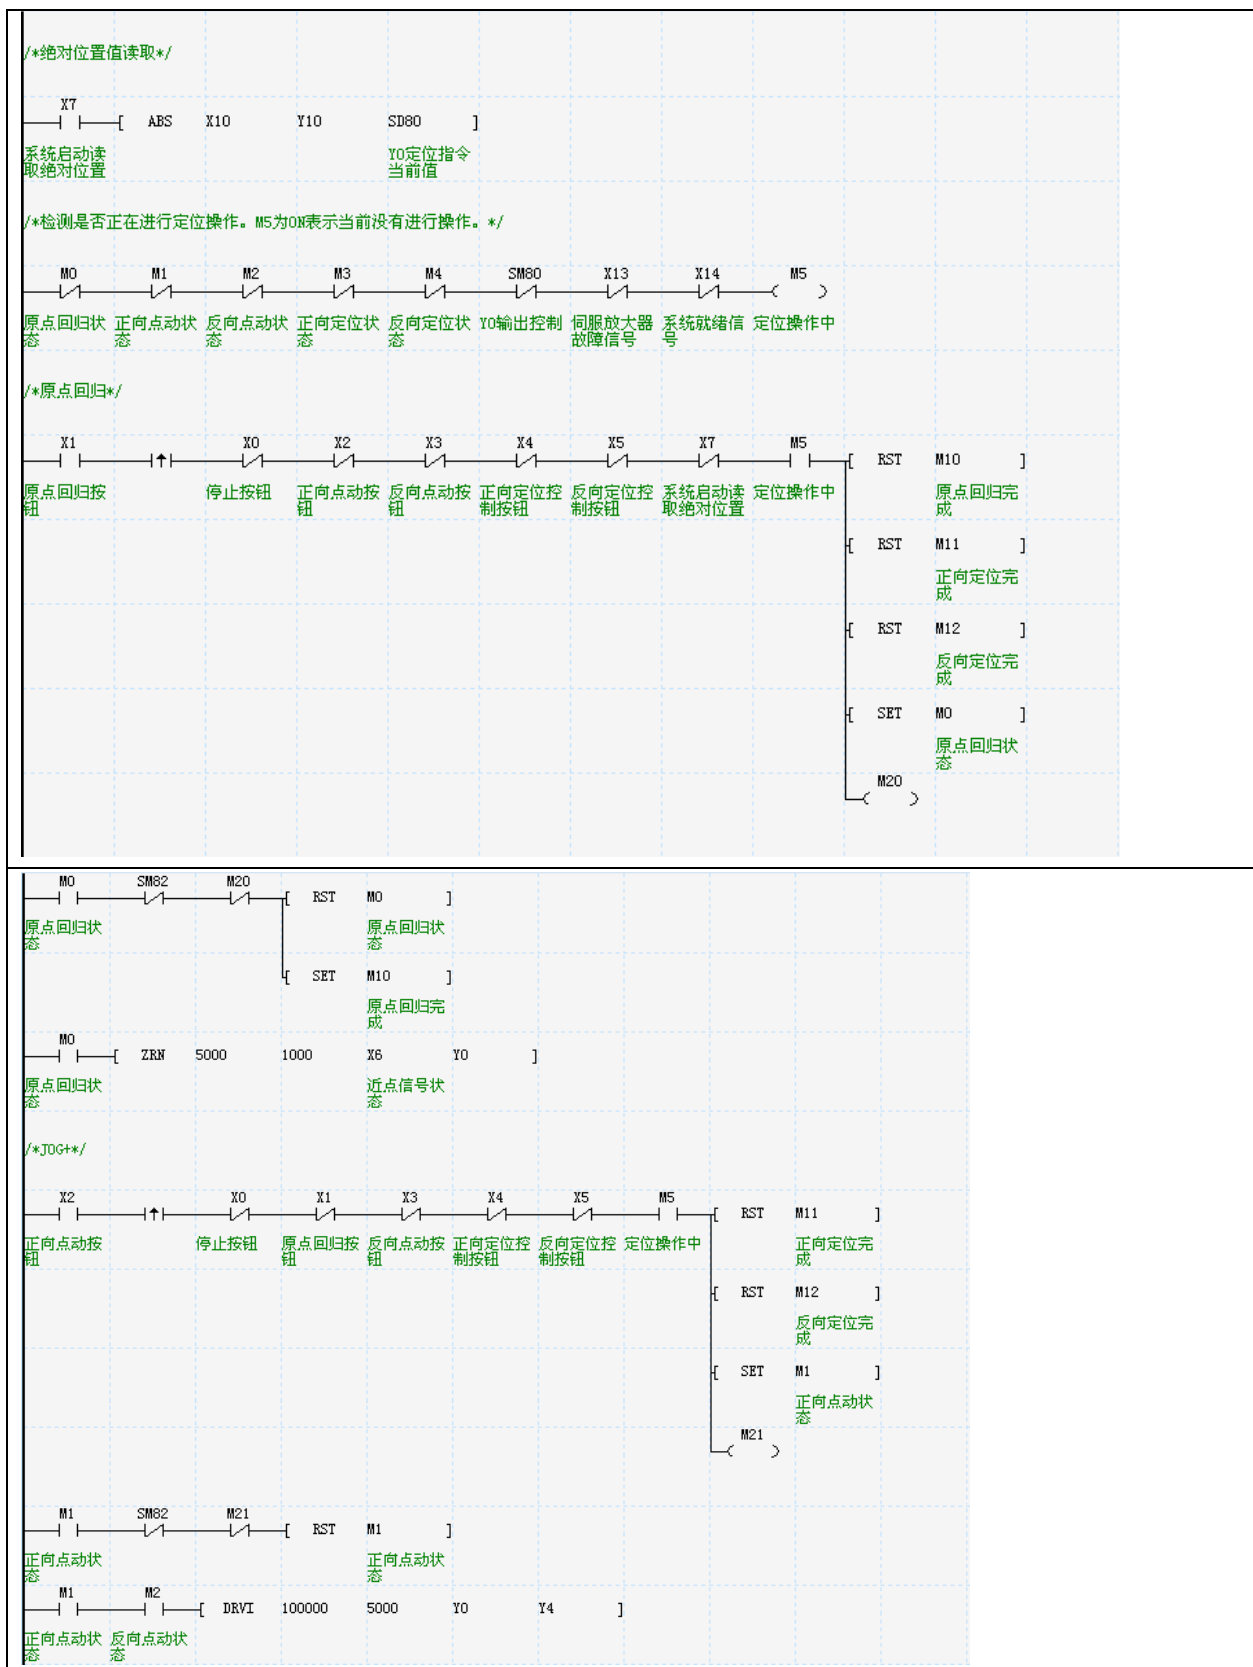 /*绝对位置值读取*/
X7
[ ABS X10 Y10 SD80 ]
系统启动读 Y0定位指令
取绝对位置 当前值
/*检测是否正在进行定位操作。M5为ON表示当前没有进行操作。*/
M0 M1 M2 M3 M4 SM80 X13 X14 M5
原点回归状 正向点动状 反向点动状 正向定位状 反向定位状 Y0输出控制 伺服放大器 系统就绪信 定位操作中
态 态 态 态 态 故障信号 号
/*原点回归*/
X1 X0 X2 X3 X4 X5 X7 M5
[ RST M10 ]
原点回归按 停止按钮 正向点动按 反向点动按 正向定位控 反向定位控 系统启动读 定位操作中 原点回归完
钮 钮 钮 制按钮 制按钮 取绝对位置 成
[ RST M11 ]
正向定位完
成
[ RST M12 ]
反向定位完
成
[ SET M0 ]
原点回归状
态
M20
M0 SM82 M20
[ RST M0 ]
原点回归状 原点回归状
态 态
[ SET M10 ]
原点回归完
成
M0
[ ZRN 5000 1000 X6 Y0 ]
原点回归状 近点信号状
态 态
/*JOG+*/
X2 X0 X1 X3 X4 X5 M5
[ RST M11 ]
正向点动按 停止按钮 原点回归按 反向点动按 正向定位控 反向定位控 定位操作中 正向定位完
钮 钮 钮 制按钮 制按钮 成
[ RST M12 ]
反向定位完
成
[ SET M1 ]
正向点动状
态
M21
M1 SM82 M21
[ RST M1 ]
正向点动状 正向点动状
态 态
M1 M2
[ DRVI 100000 5000 Y0 Y4 ]
正向点动状 反向点动状
态 态